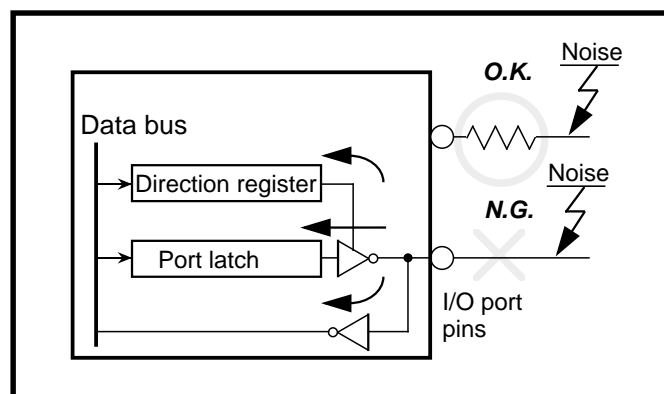 Noise
O.K.
Data bus
Direction register
Noise
N.G.
Port latch
I/O port
pins